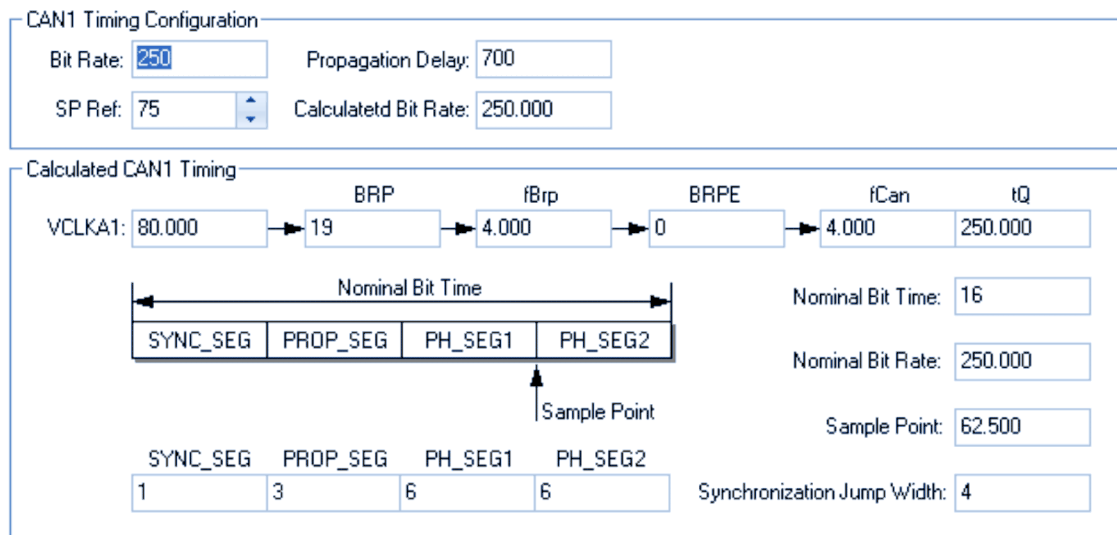 CAN1 Timing Configuration
Bit Rate: 250 Propagation Delay: 700
SP Ref: 75 Calculatetd Bit Rate: 250.000
Calculated CAN1 Timing
BRP fBrp BRPE fCan tQ
VCLKA1: 80.000 19 4.000 0 4.000 250.000
Nominal Bit Time
Nominal Bit Time: 16
SYNC_SEG PROP_SEG PH_SEG1 PH_SEG2
Nominal Bit Rate: 250.000
Sample Point
Sample Point: 62.500
SYNC_SEG PROP_SEG PH_SEG1 PH_SEG2
1 3 6 6
Synchronization Jump Width: 4